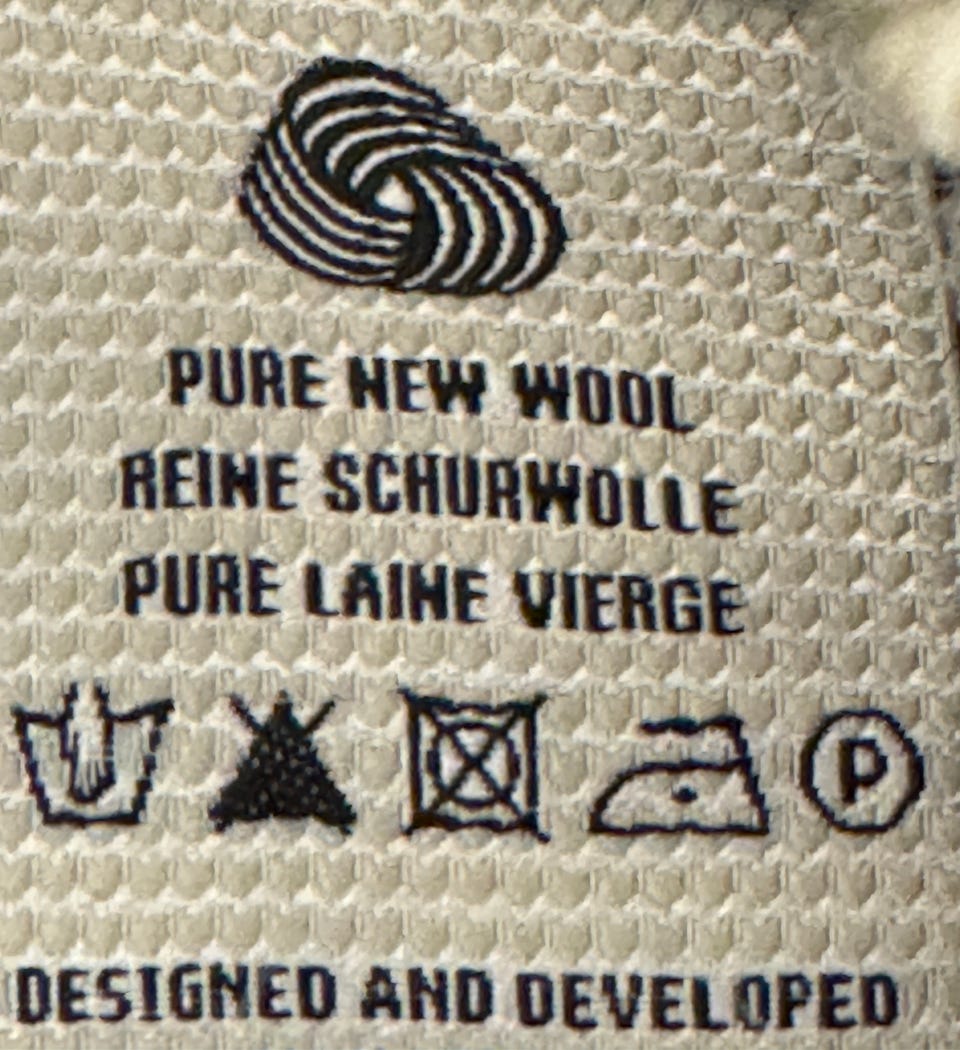 PURE NEW WOOL
REINE SCHURWOLLE
PURE LAINE VIERGE
P
DESIGNED AND DEVELOPED